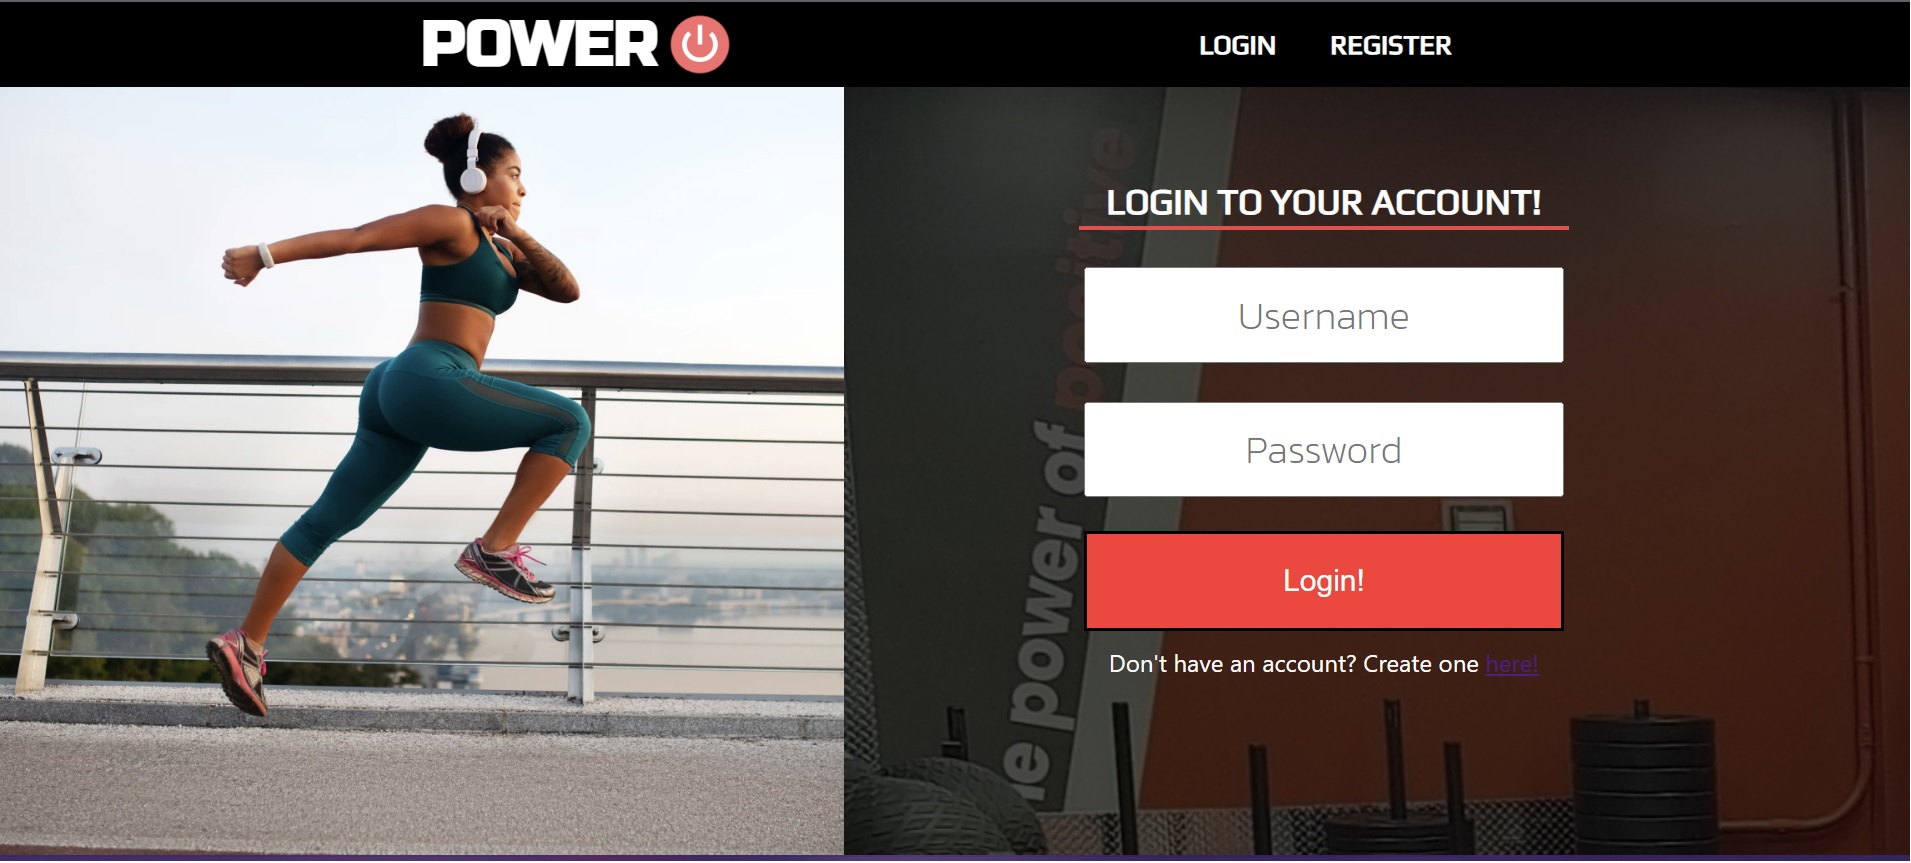 POWER
LOGIN REGISTER
LOGIN TO YOUR ACCOUNT!
Username
Password
Login!
Don't have an account? Create one here!
power of positive